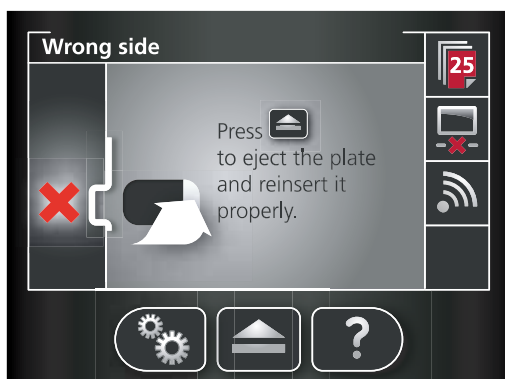 Wrong side
25
Press
to eject the plate
and reinsert it
properly.
?